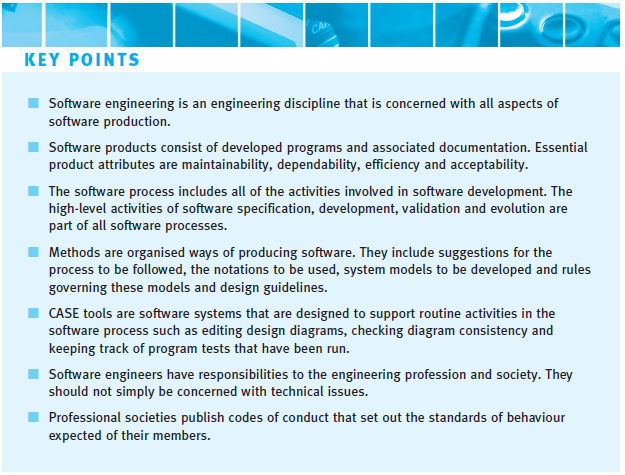 KEY POINTS
Software engineering is an engineering discipline that is concerned with all aspects of
software production.
Software products consist of developed programs and associated documentation. Essential
product attributes are maintainability, dependability, efficiency and acceptability.
The software process includes all of the activities involved in software development. The
high-level activities of software specification, development, validation and evolution are
part of all software processes.
Methods are organised ways of producing software. They include suggestions for the
process to be followed, the notations to be used, system models to be developed and rules
governing these models and design guidelines.
CASE tools are software systems that are designed to support routine activities in the
software process such as editing design diagrams, checking diagram consistency and
keeping track of program tests that have been run.
Software engineers have responsibilities to the engineering profession and society. They
should not simply be concerned with technical issues.
Professional societies publish codes of conduct that set out the standards of behaviour
expected of their members.